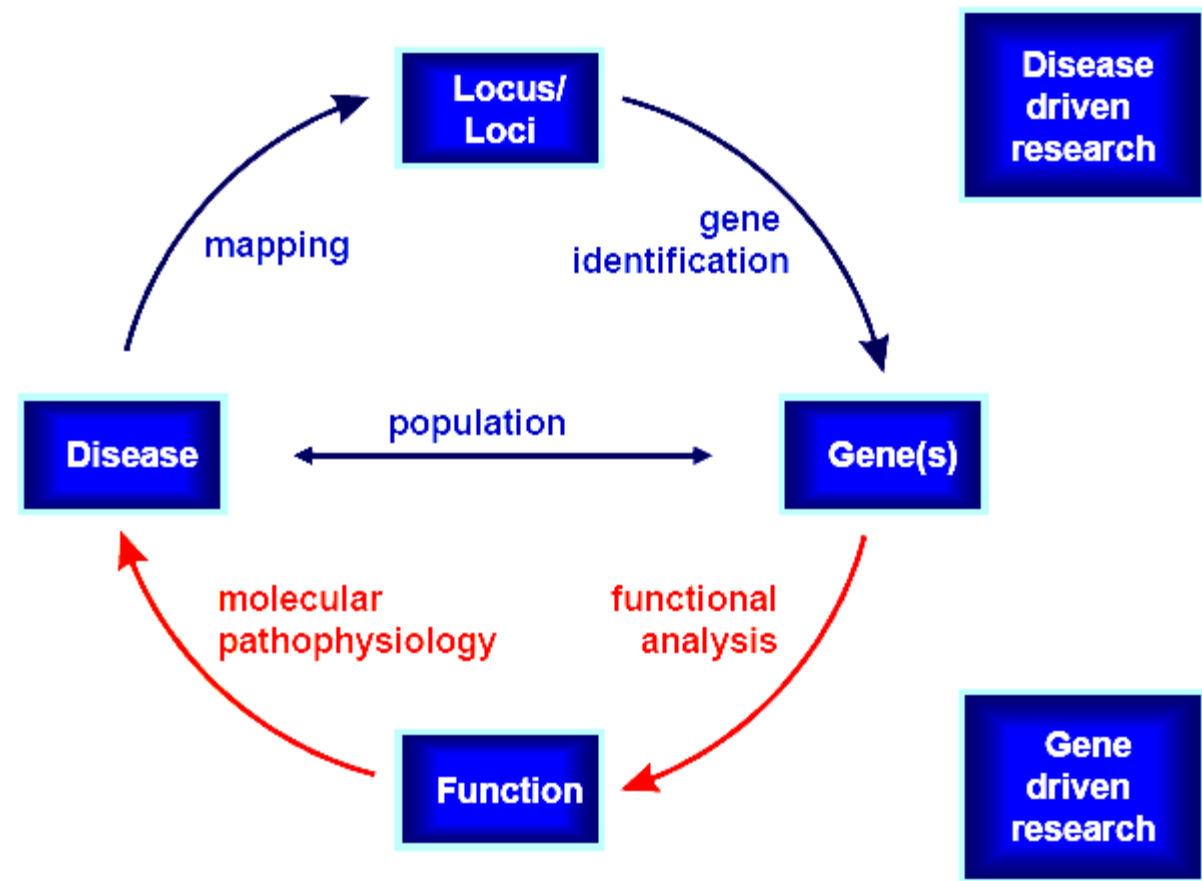 Locus/
Loci
Disease
driven
research
mapping
gene
identification
Disease
population
Gene(s)
molecular
pathophysiology
functional
analysis
Function
Gene
driven
research